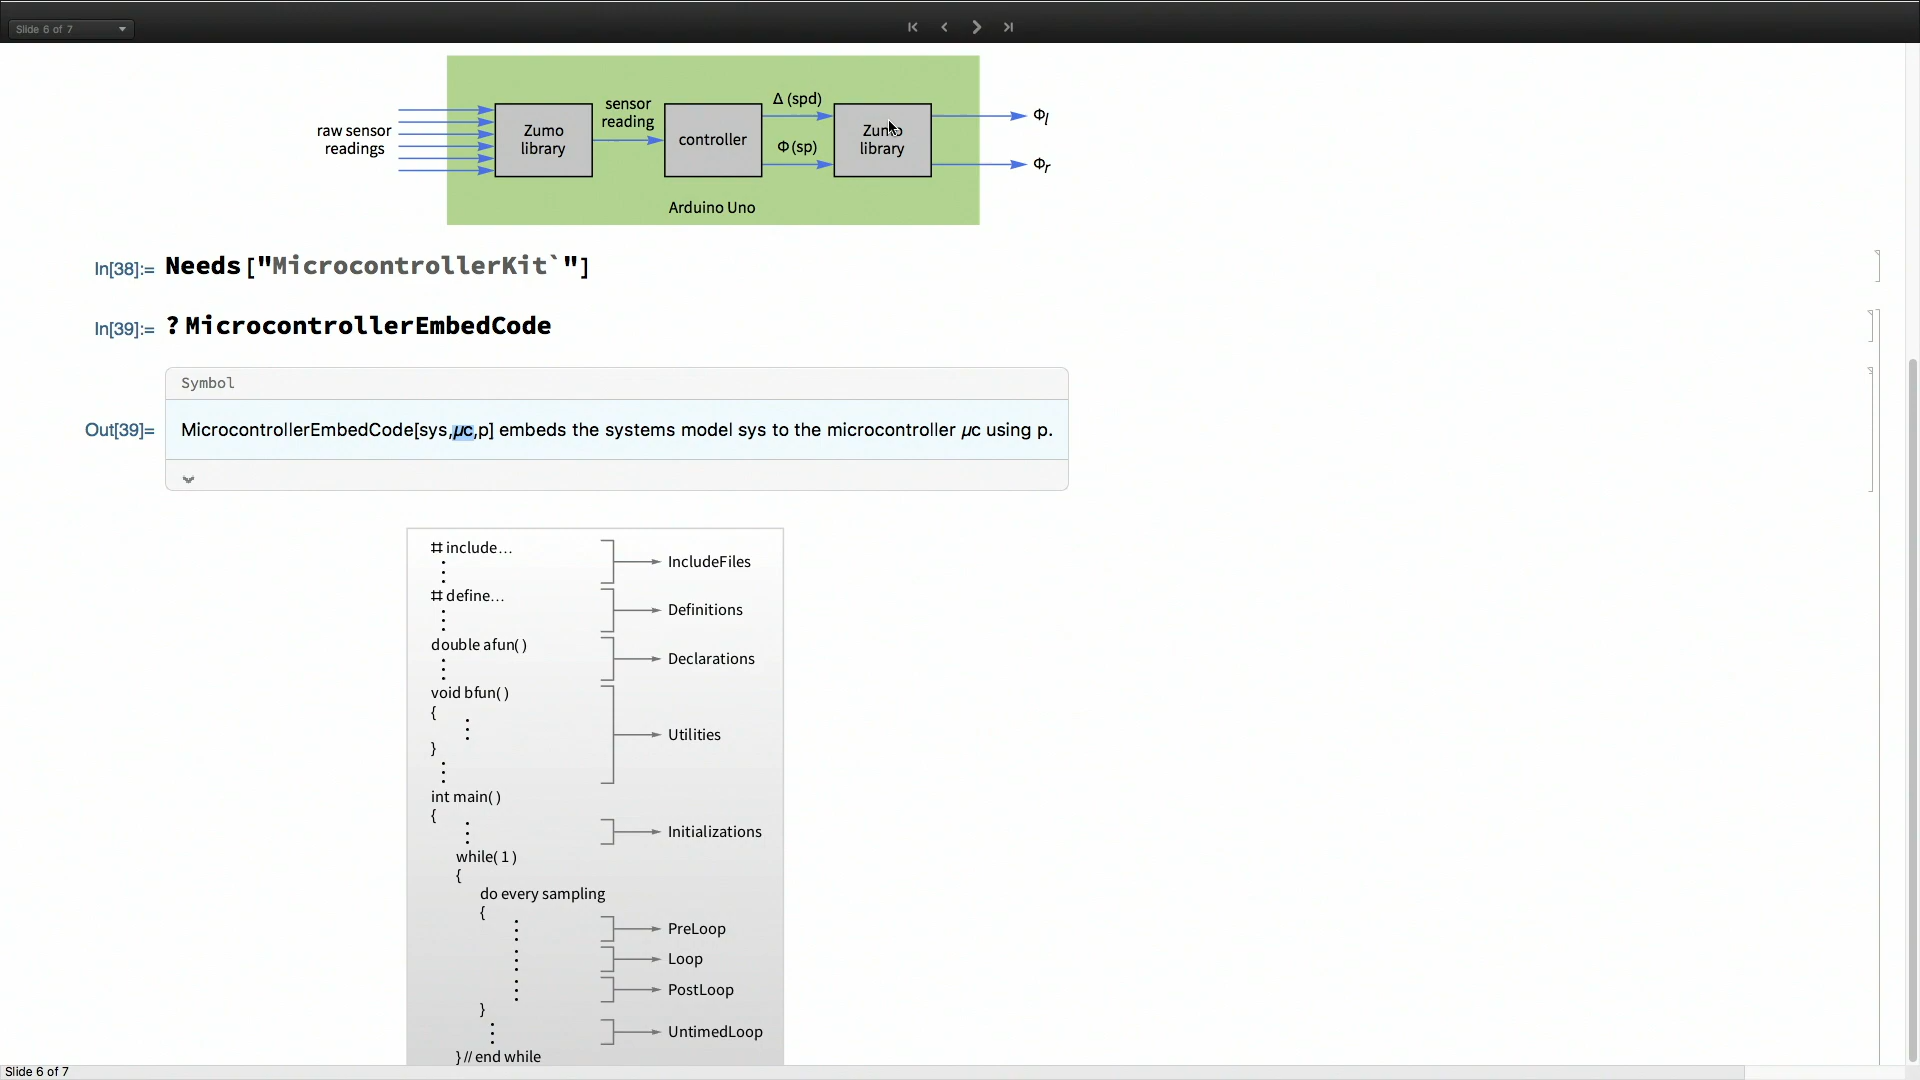 Slide 6 of 7
raw sensor
readings
Zumo
library
sensor
reading
controller
Δ (spd)
Φ (sp)
Zumo
library
Φl
Φr
Arduino Uno
In[38]:= Needs["MicrocontrollerKit`"]
In[39]:= ? MicrocontrollerEmbedCode
Symbol
Out[39]= MicrocontrollerEmbedCode[sys,μc,p] embeds the systems model sys to the microcontroller μc using p.
# include… IncludeFiles
# define… Definitions
double afun( ) Declarations
void bfun( )
{
Utilities
}
int main( )
{
Initializations
while( 1 )
{
do every sampling
{
PreLoop
Loop
PostLoop
}
UntimedLoop
} // end while
Slide 6 of 7